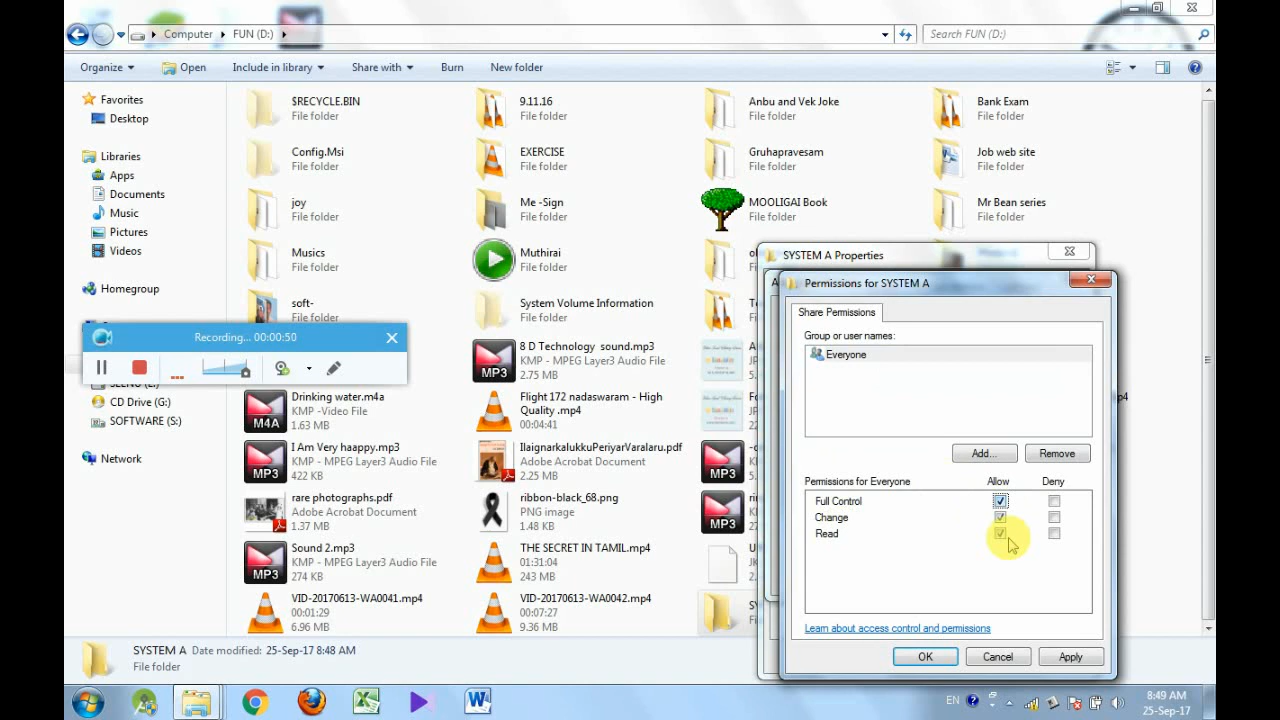 Computer
FUN (D:)
Search FUN (D:)
Organize
Open
Include in library
Share with
Burn
New folder
Favorites
Desktop
Libraries
Apps
Documents
Music
Pictures
Videos
Homegroup
CD Drive (G:)
SOFTWARE (S:)
Network
$RECYCLE.BIN
File folder
9.11.16
File folder
Anbu and Vek Joke
File folder
Bank Exam
File folder
Config.Msi
File folder
EXERCISE
File folder
Gruhapravesam
File folder
Job web site
File folder
joy
File folder
Me -Sign
File folder
MOOLIGAI Book
File folder
Mr Bean series
File folder
Musics
File folder
Muthirai
File folder
soft-
File folder
System Volume Information
File folder
8 D Technology sound.mp3
KMP - MPEG Layer3 Audio File
2.75 MB
MP3
Drinking water.m4a
KMP -Video File
1.63 MB
M4A
Flight172 nadaswaram - High
Quality .mp4
00:04:41
I Am Very haappy.mp3
KMP - MPEG Layer3 Audio File
422 KB
MP3
IlaignarkalukkuPeriyarVaralaru.pdf
Adobe Acrobat Document
2.25 MB
MP3
rare photographs.pdf
Adobe Acrobat Document
1.37 MB
ribbon-black_68.png
PNG image
1.48 KB
MP3
Sound 2.mp3
KMP - MPEG Layer3 Audio File
274 KB
MP3
THE SECRET IN TAMIL.mp4
01:31:04
243 MB
VID-20170613-WA0041.mp4
00:01:29
6.96 MB
VID-20170613-WA0042.mp4
00:07:27
9.36 MB
Recording... 00:00:50
SYSTEM A Properties
Permissions for SYSTEM A
Share Permissions
Group or user names:
Everyone
Add...
Remove
Permissions for Everyone
Allow
Deny
Full Control
Change
Read
Learn about access control and permissions
OK
Cancel
Apply
SYSTEM A Date modified: 25-Sep-17 8:48 AM
File folder
EN
8:49 AM
25-Sep-17